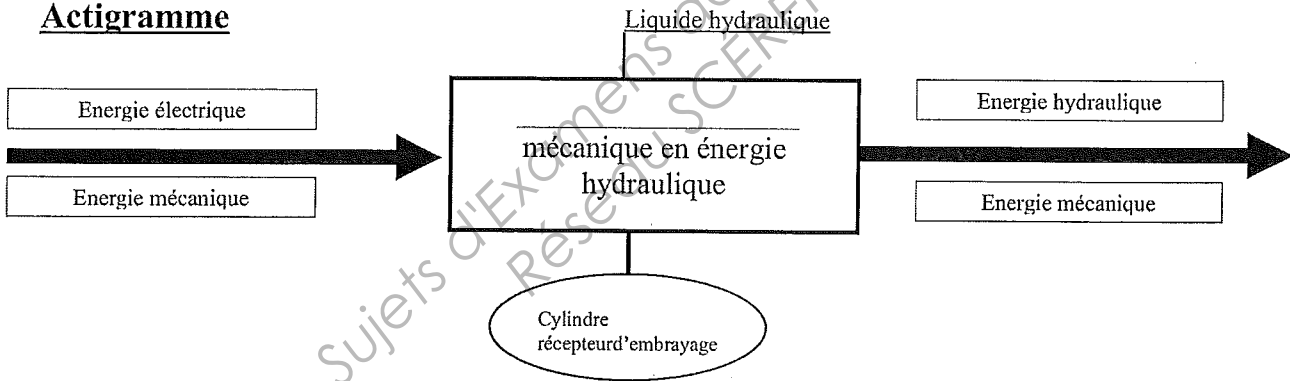 Actigramme
Liquide hydraulique
Energie électrique
Energie mécanique
mécanique en énergie
hydraulique
Energie hydraulique
Energie mécanique
Cylindre
récepteurd'embrayage
Sujets d'Examens
Réseau